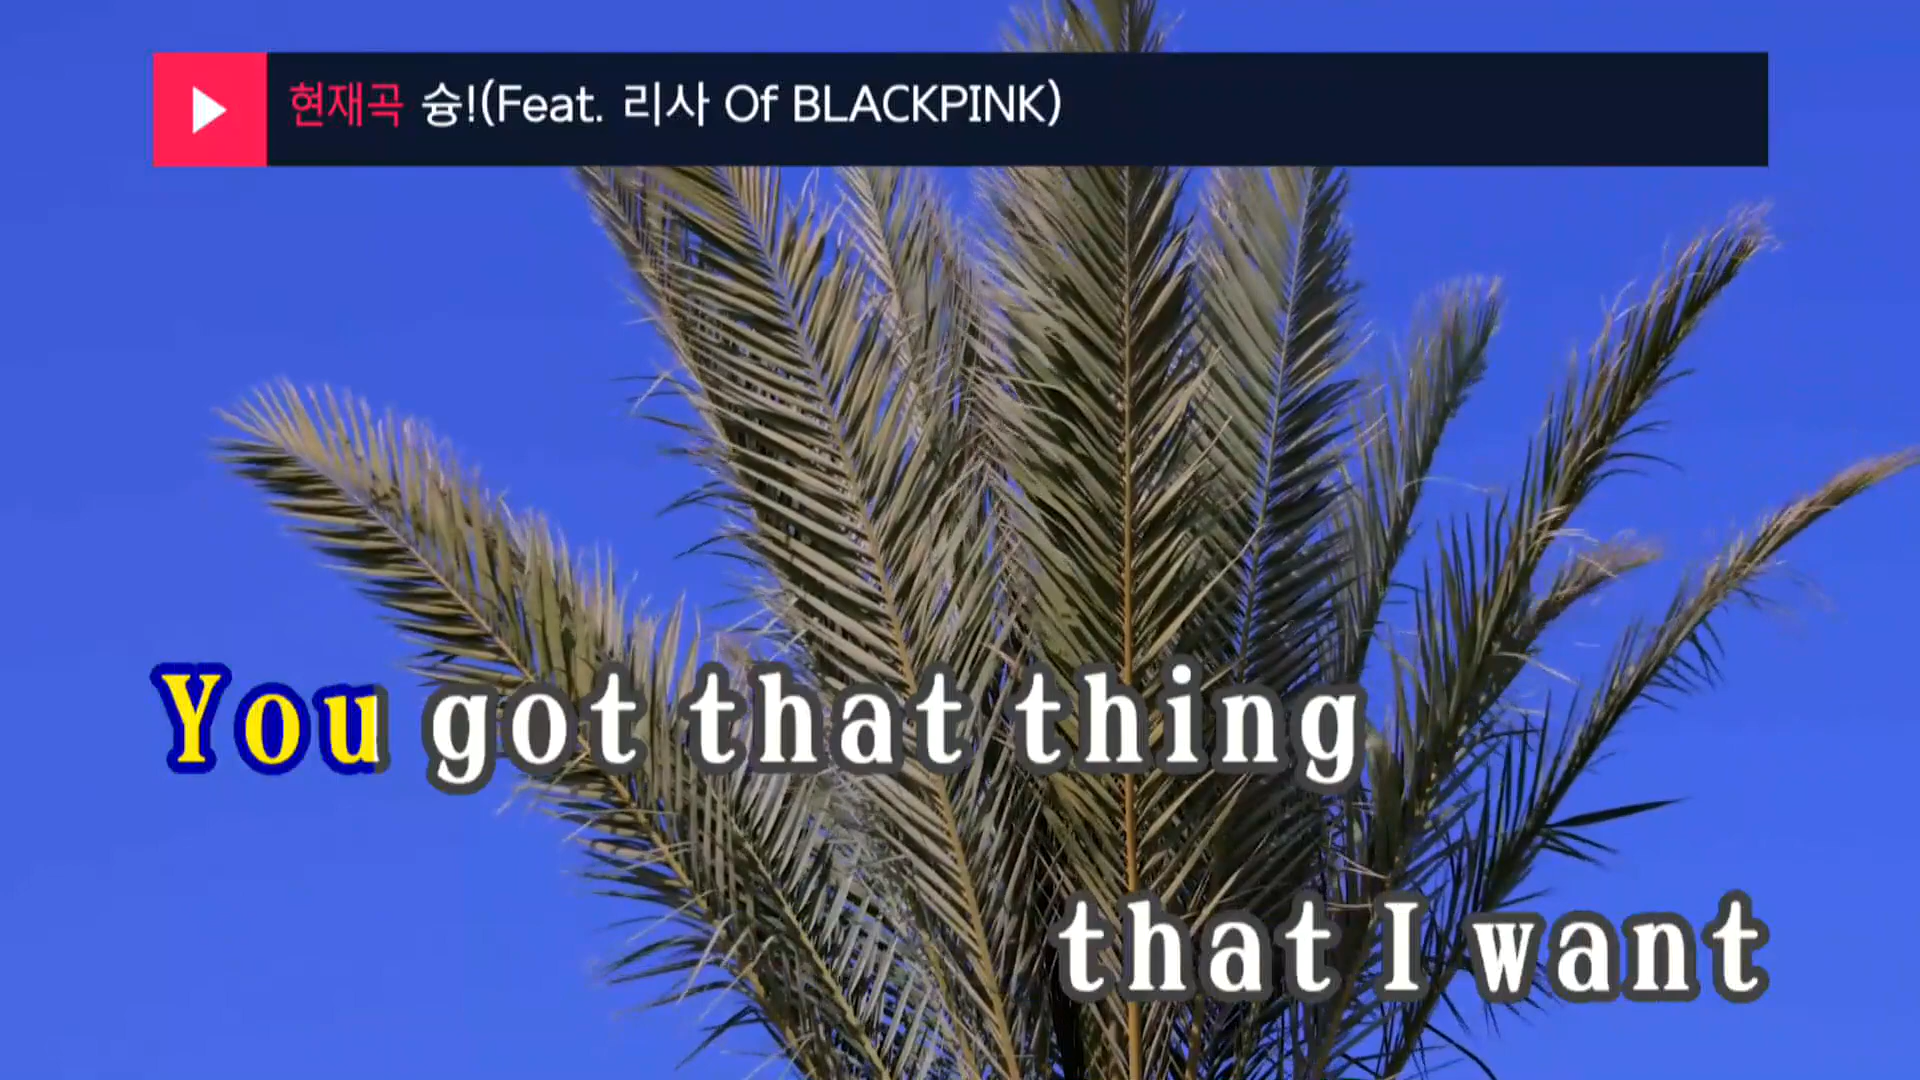 현재곡 슝!(Feat. 리사 Of BLACKPINK)
You got that thing
that I want